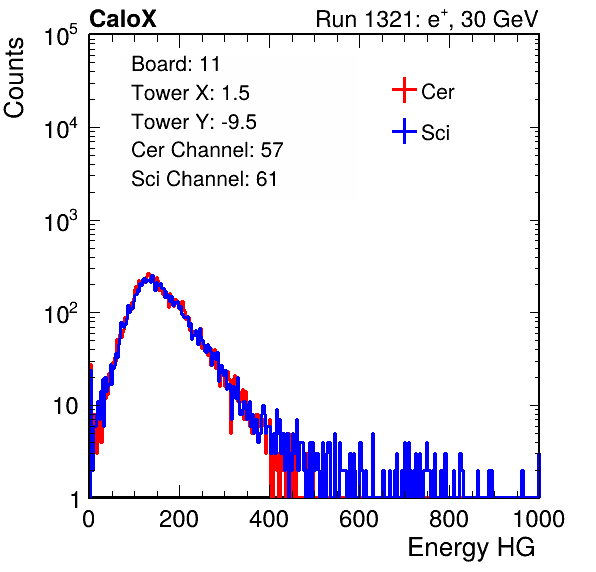 CaloX Run 1321: e⁺, 30 GeV
Counts
Board: 11
Tower X: 1.5
Tower Y: -9.5
Cer Channel: 57
Sci Channel: 61
Cer
Sci
10⁵
10⁴
10³
10²
10
1
0 200 400 600 800 1000
Energy HG